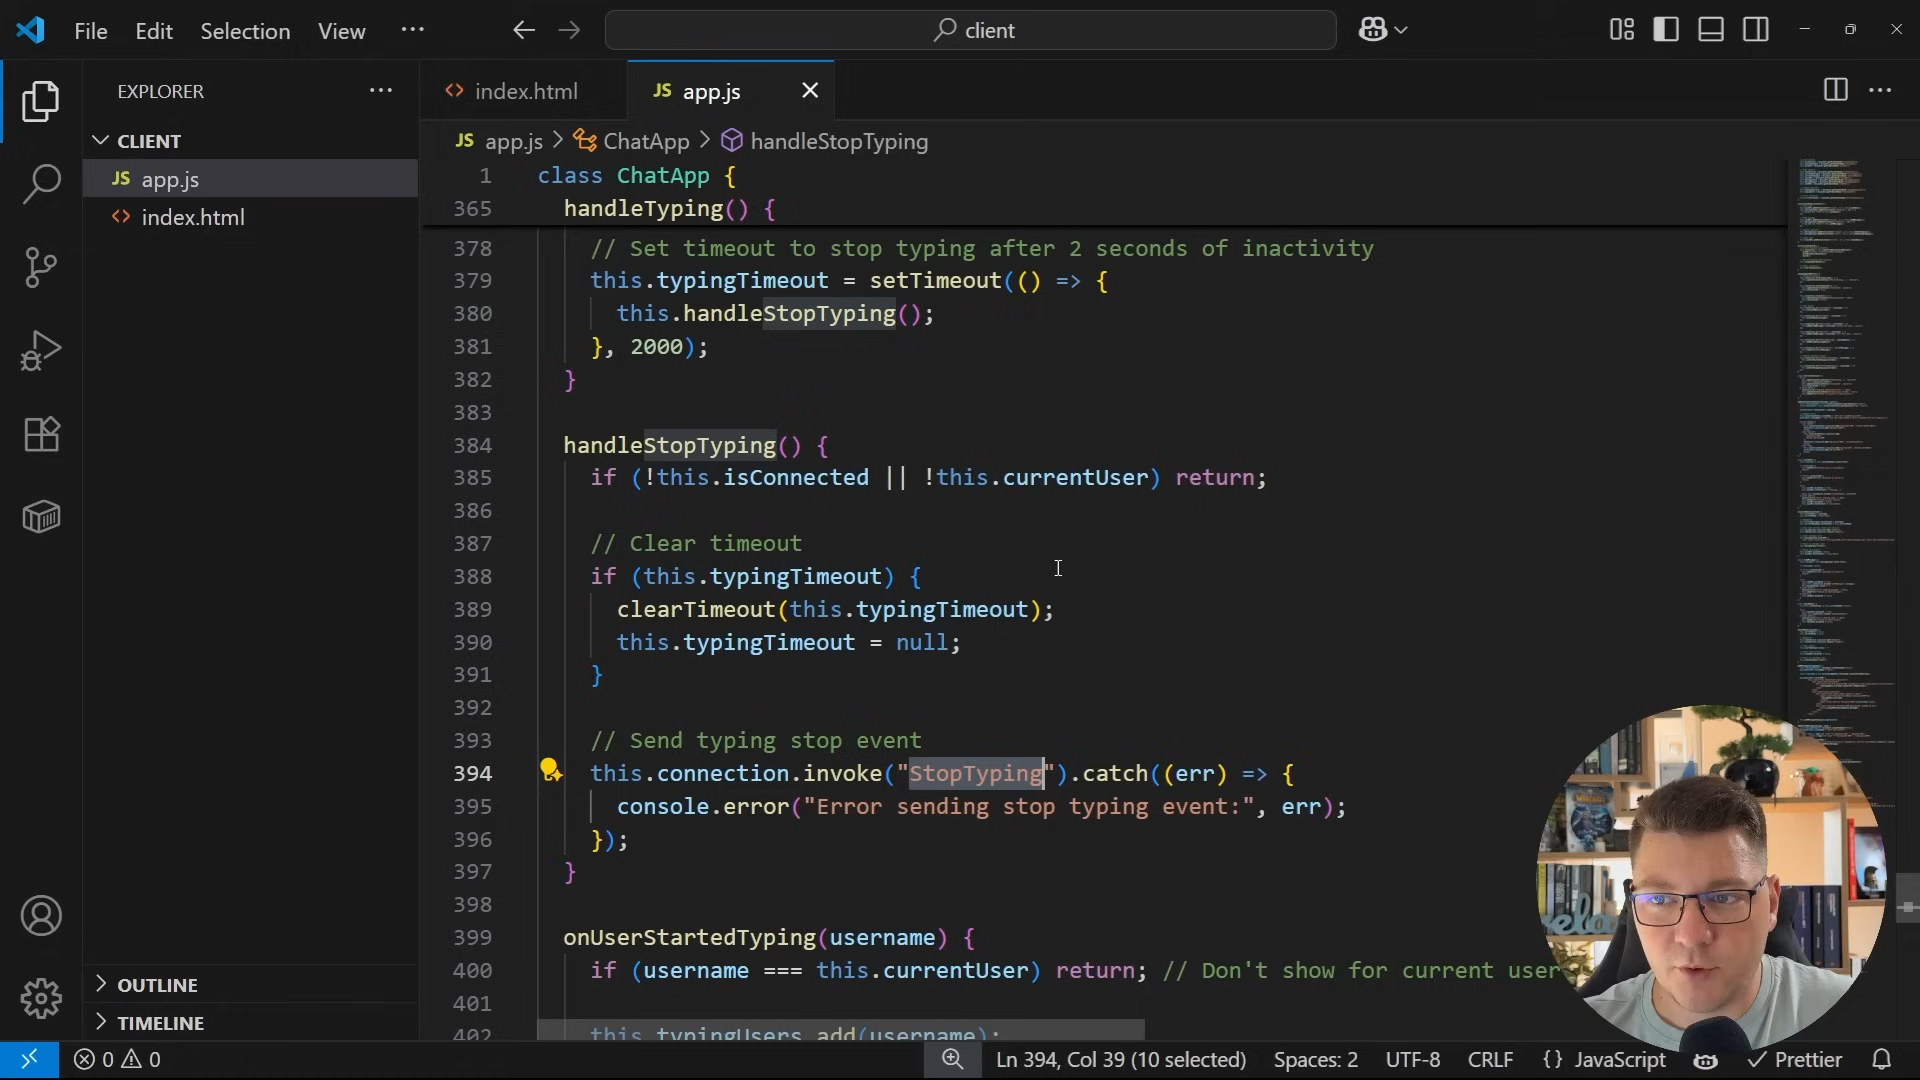 File Edit Selection View ...
client
EXPLORER ...
CLIENT
JS app.js
<> index.html
<> index.html
JS app.js
JS app.js > ChatApp > handleStopTyping
1 class ChatApp {
365 handleTyping() {
378 // Set timeout to stop typing after 2 seconds of inactivity
379 this.typingTimeout = setTimeout(() => {
380 this.handleStopTyping();
381 }, 2000);
382 }
383
384 handleStopTyping() {
385 if (!this.isConnected || !this.currentUser) return;
386
387 // Clear timeout
388 if (this.typingTimeout) {
389 clearTimeout(this.typingTimeout);
390 this.typingTimeout = null;
391 }
392
393 // Send typing stop event
394 this.connection.invoke("StopTyping").catch((err) => {
395 console.error("Error sending stop typing event:", err);
396 });
397 }
398
399 onUserStartedTyping(username) {
400 if (username === this.currentUser) return; // Don't show for current user
401
402 this.typingUsers.add(username);
OUTLINE
TIMELINE
0 0
Ln 394, Col 39 (10 selected) Spaces: 2 UTF-8 CRLF {} JavaScript Prettier